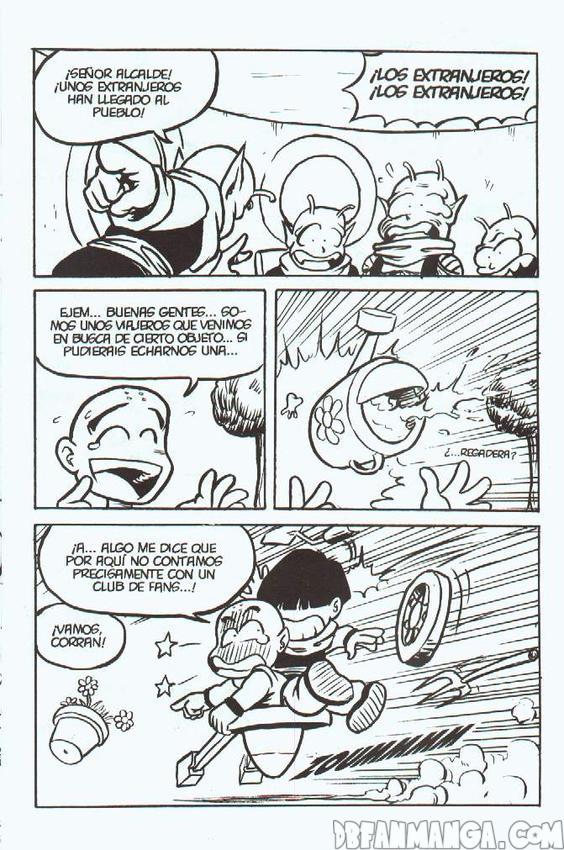 ¡SEÑOR ALCALDE!
¡UNOS EXTRANJEROS
HAN LLEGADO AL
PUEBLO!
¡LOS EXTRANJEROS!
¡LOS EXTRANJEROS!
EJEM... BUENAS GENTES... SO-
MOS UNOS VIAJEROS QUE VENIMOS
EN BUSCA DE CIERTO OBJETO... SI
PUDIERAIS ECHARNOS UNA...
¿...REGADERA?
¡A... ALGO ME DICE QUE
POR AQUÍ NO CONTAMOS
PRECISAMENTE CON UN
CLUB DE FANS...!
¡VAMOS,
CORRAN!
DBFANMANGA.COM